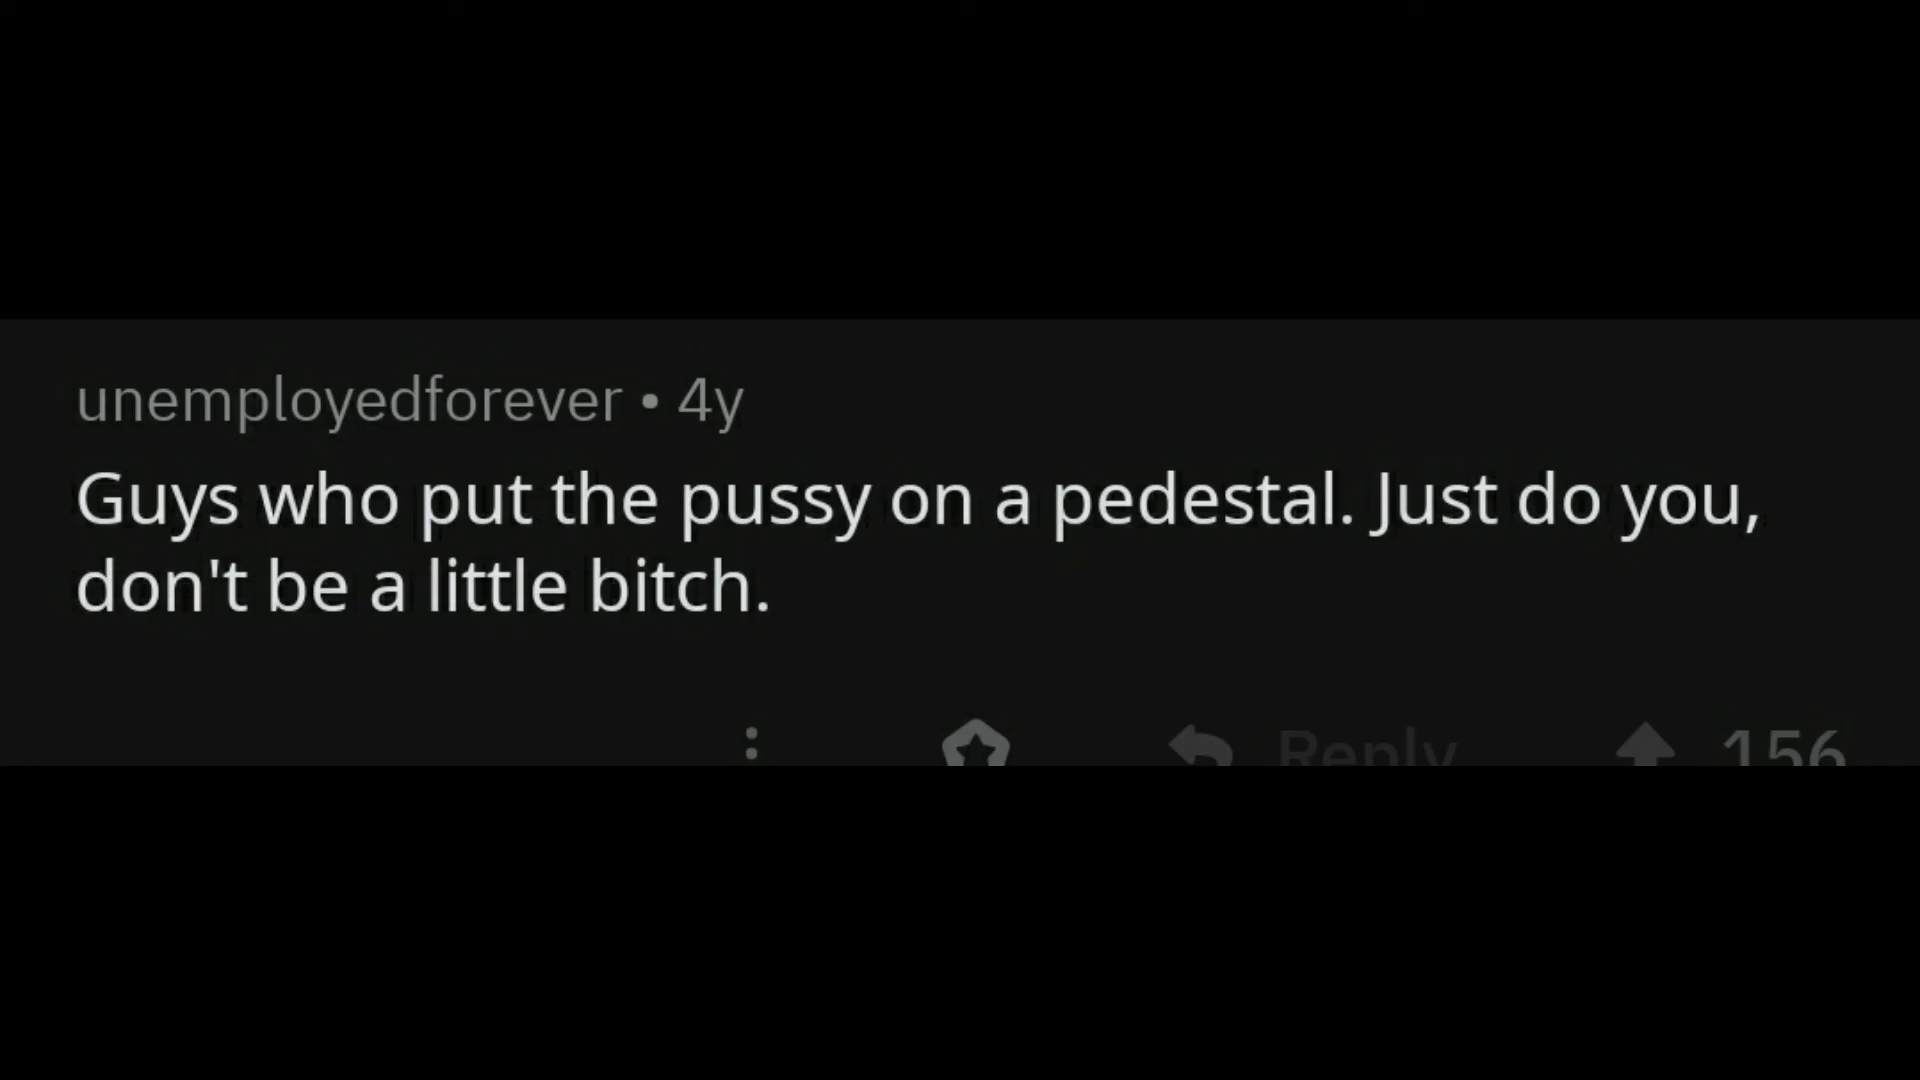 unemployedforever • 4y
Guys who put the pussy on a pedestal. Just do you,
don't be a little bitch.
Reply 156